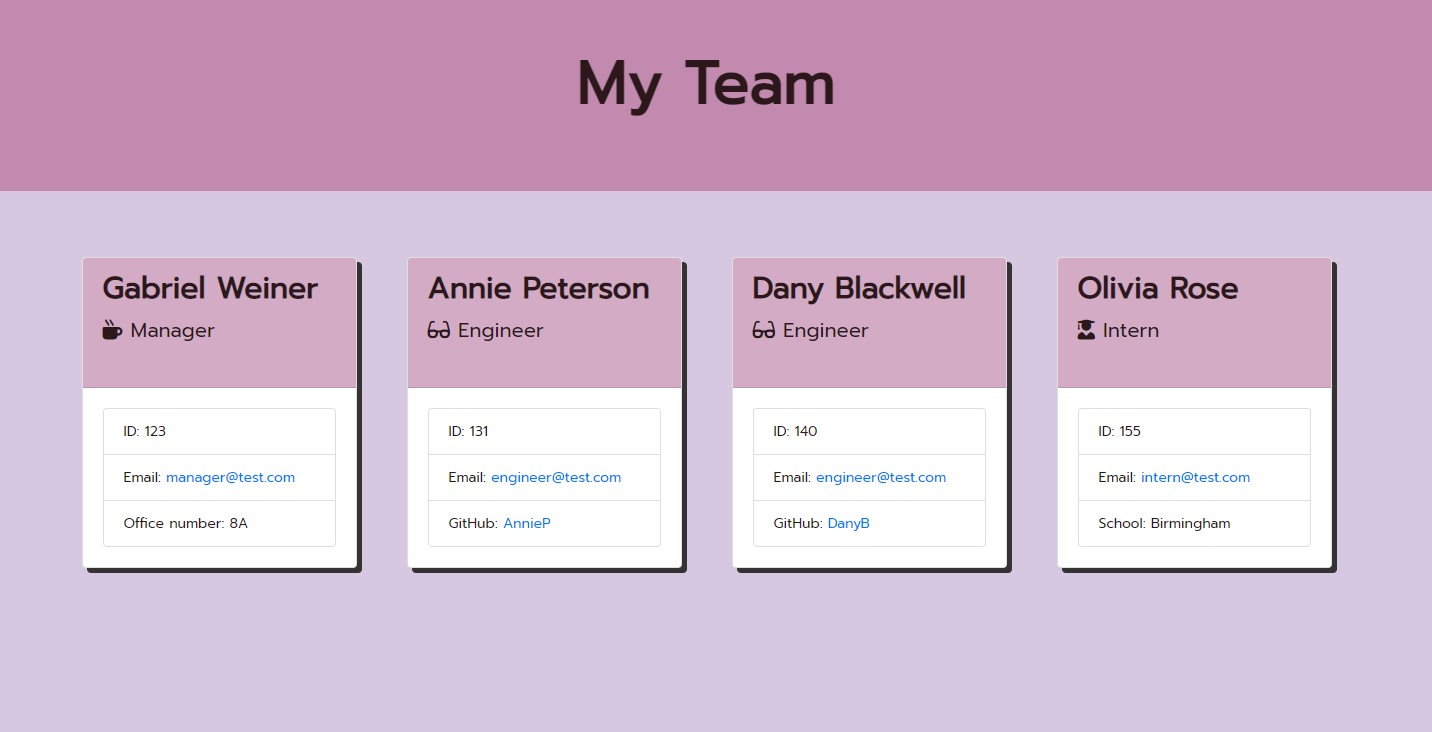 My Team
Gabriel Weiner
Manager
ID: 123
Email: manager@test.com
Office number: 8A
Annie Peterson
Engineer
ID: 131
Email: engineer@test.com
GitHub: AnnieP
Dany Blackwell
Engineer
ID: 140
Email: engineer@test.com
GitHub: DanyB
Olivia Rose
Intern
ID: 155
Email: intern@test.com
School: Birmingham